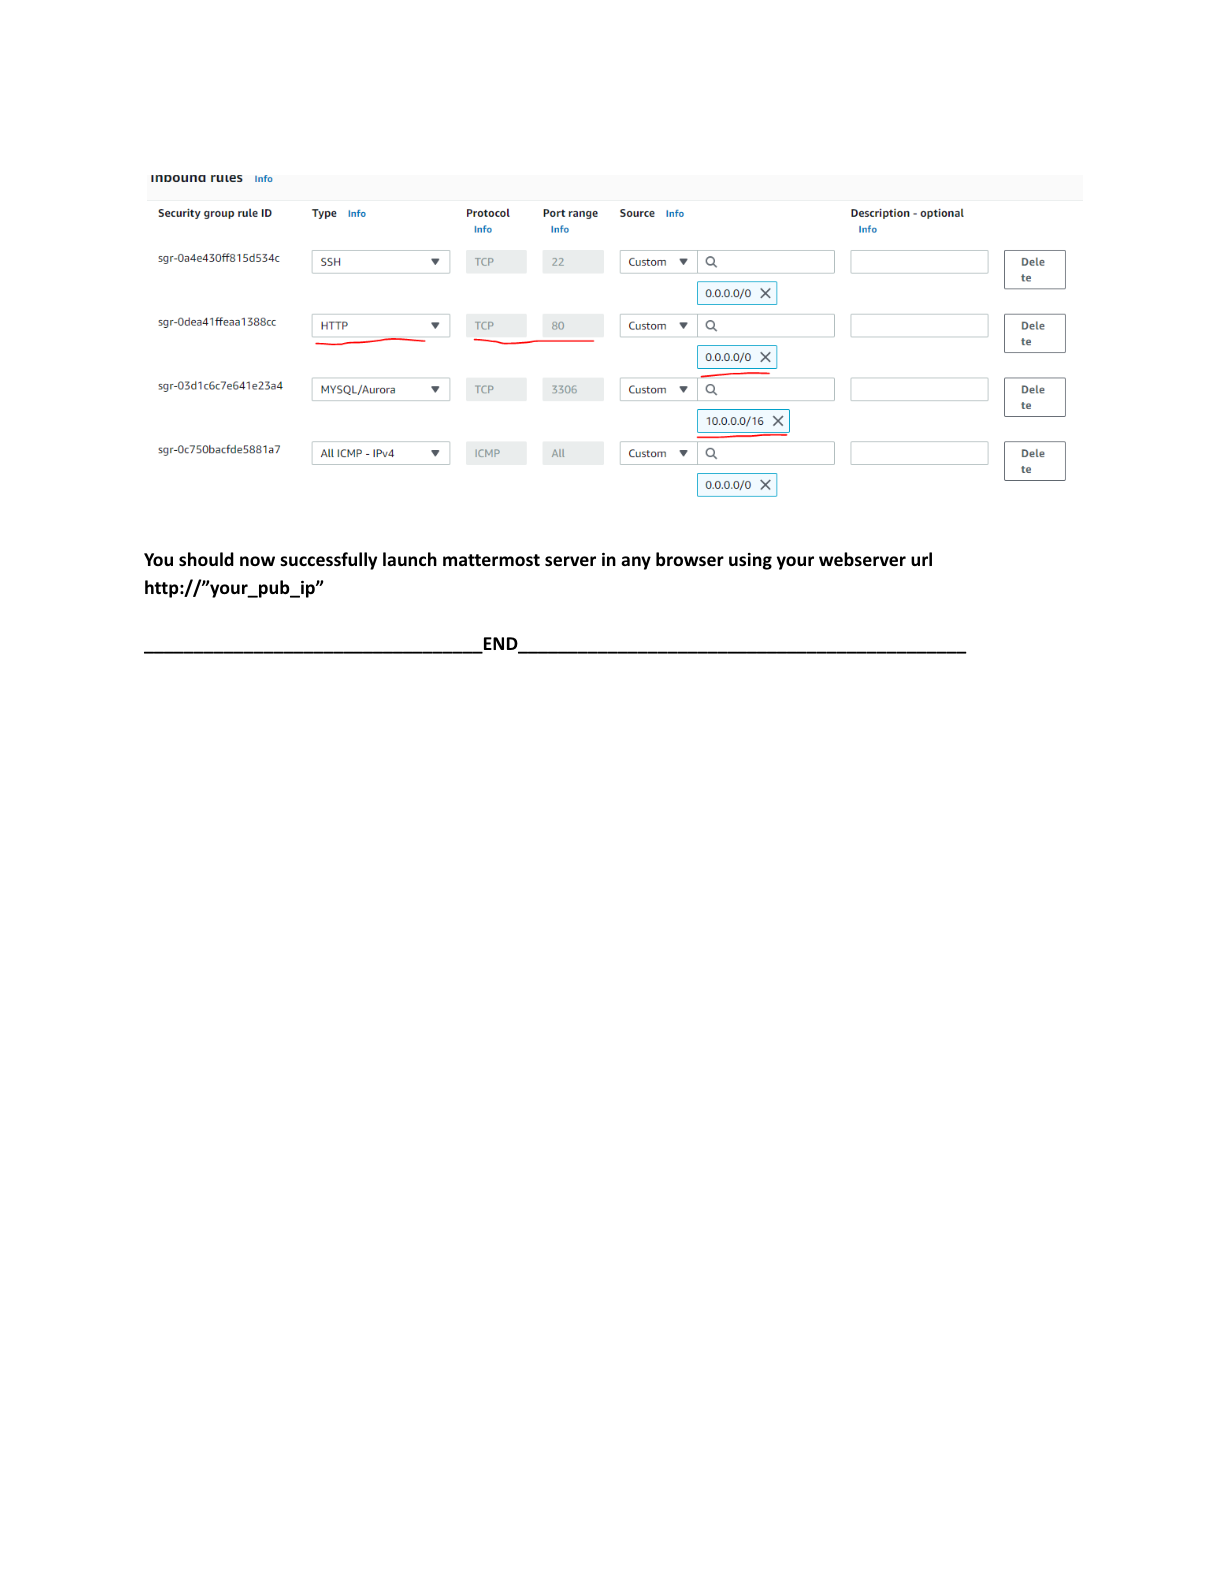 Inbound rules Info
Security group rule ID Type Info Protocol Info Port range Info Source Info Description - optional Info
sgr-0a4e430ff815d534c SSH TCP 22 Custom Delete
0.0.0.0/0
sgr-0dea41ffeaa1388cc HTTP TCP 80 Custom Delete
0.0.0.0/0
sgr-03d1c6c7e641e23a4 MYSQL/Aurora TCP 3306 Custom Delete
10.0.0.0/16
sgr-0c750bacfde5881a7 All ICMP - IPv4 ICMP All Custom Delete
0.0.0.0/0
You should now successfully launch mattermost server in any browser using your webserver url
http://”your_pub_ip”
__________________________________END_____________________________________________